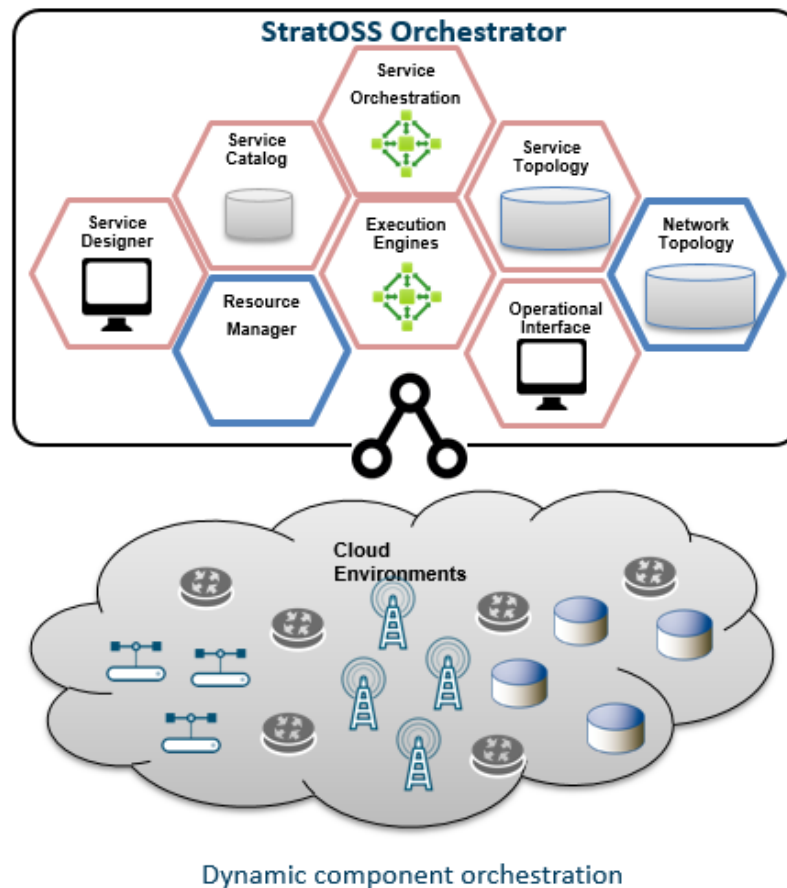 StratOSS Orchestrator
Service
Orchestration
Service
Catalog
Service
Topology
Service
Designer
Execution
Engines
Network
Topology
Resource
Manager
Operational
Interface
Cloud
Environments
Dynamic component orchestration